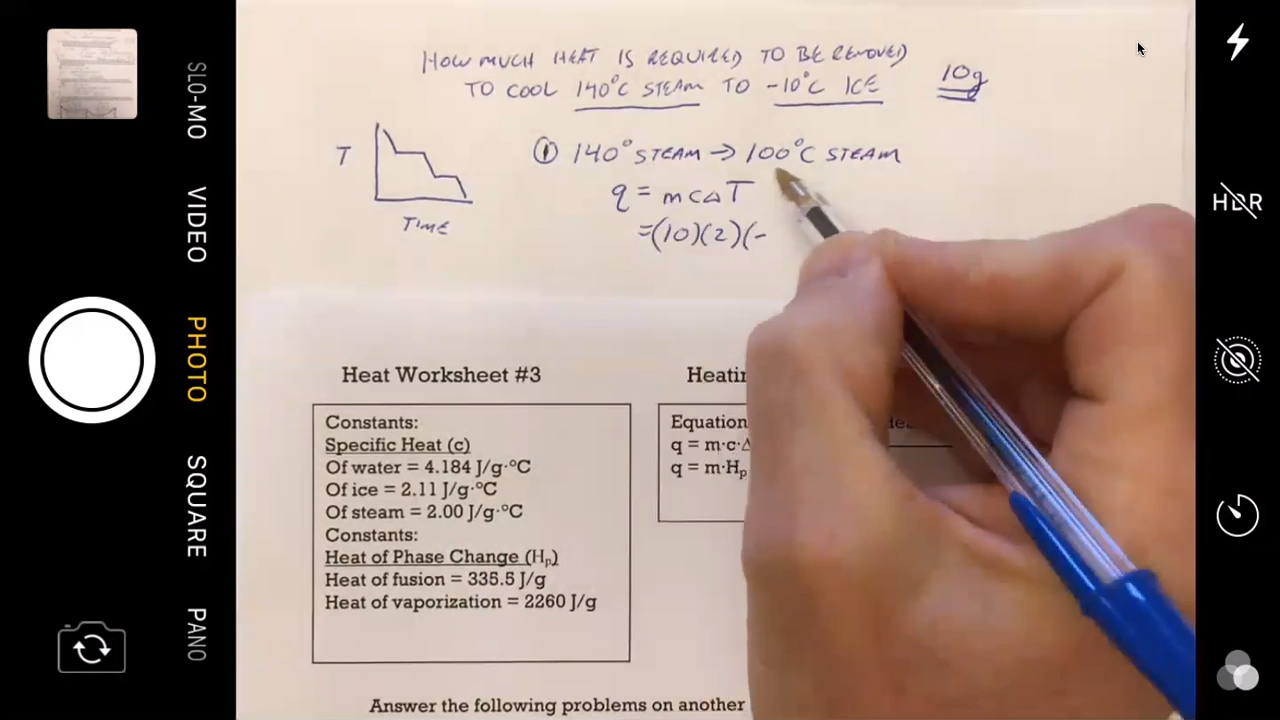 HOW MUCH HEAT IS REQUIRED TO BE REMOVED
TO COOL 140°C STEAM TO -10°C ICE
10g
T
TIME
① 140° STEAM → 100°C STEAM
q = mc△T
=(10)(2)(-
Heat Worksheet #3
Constants:
Specific Heat (c)
Of water = 4.184 J/g·°C
Of ice = 2.11 J/g·°C
Of steam = 2.00 J/g·°C
Constants:
Heat of Phase Change (Hp)
Heat of fusion = 335.5 J/g
Heat of vaporization = 2260 J/g
Heatin
Equation
q = m·c·∆
q = m·Hp
Answer the following problems on another
SLO-MO
VIDEO
PHOTO
SQUARE
PANO
HDR